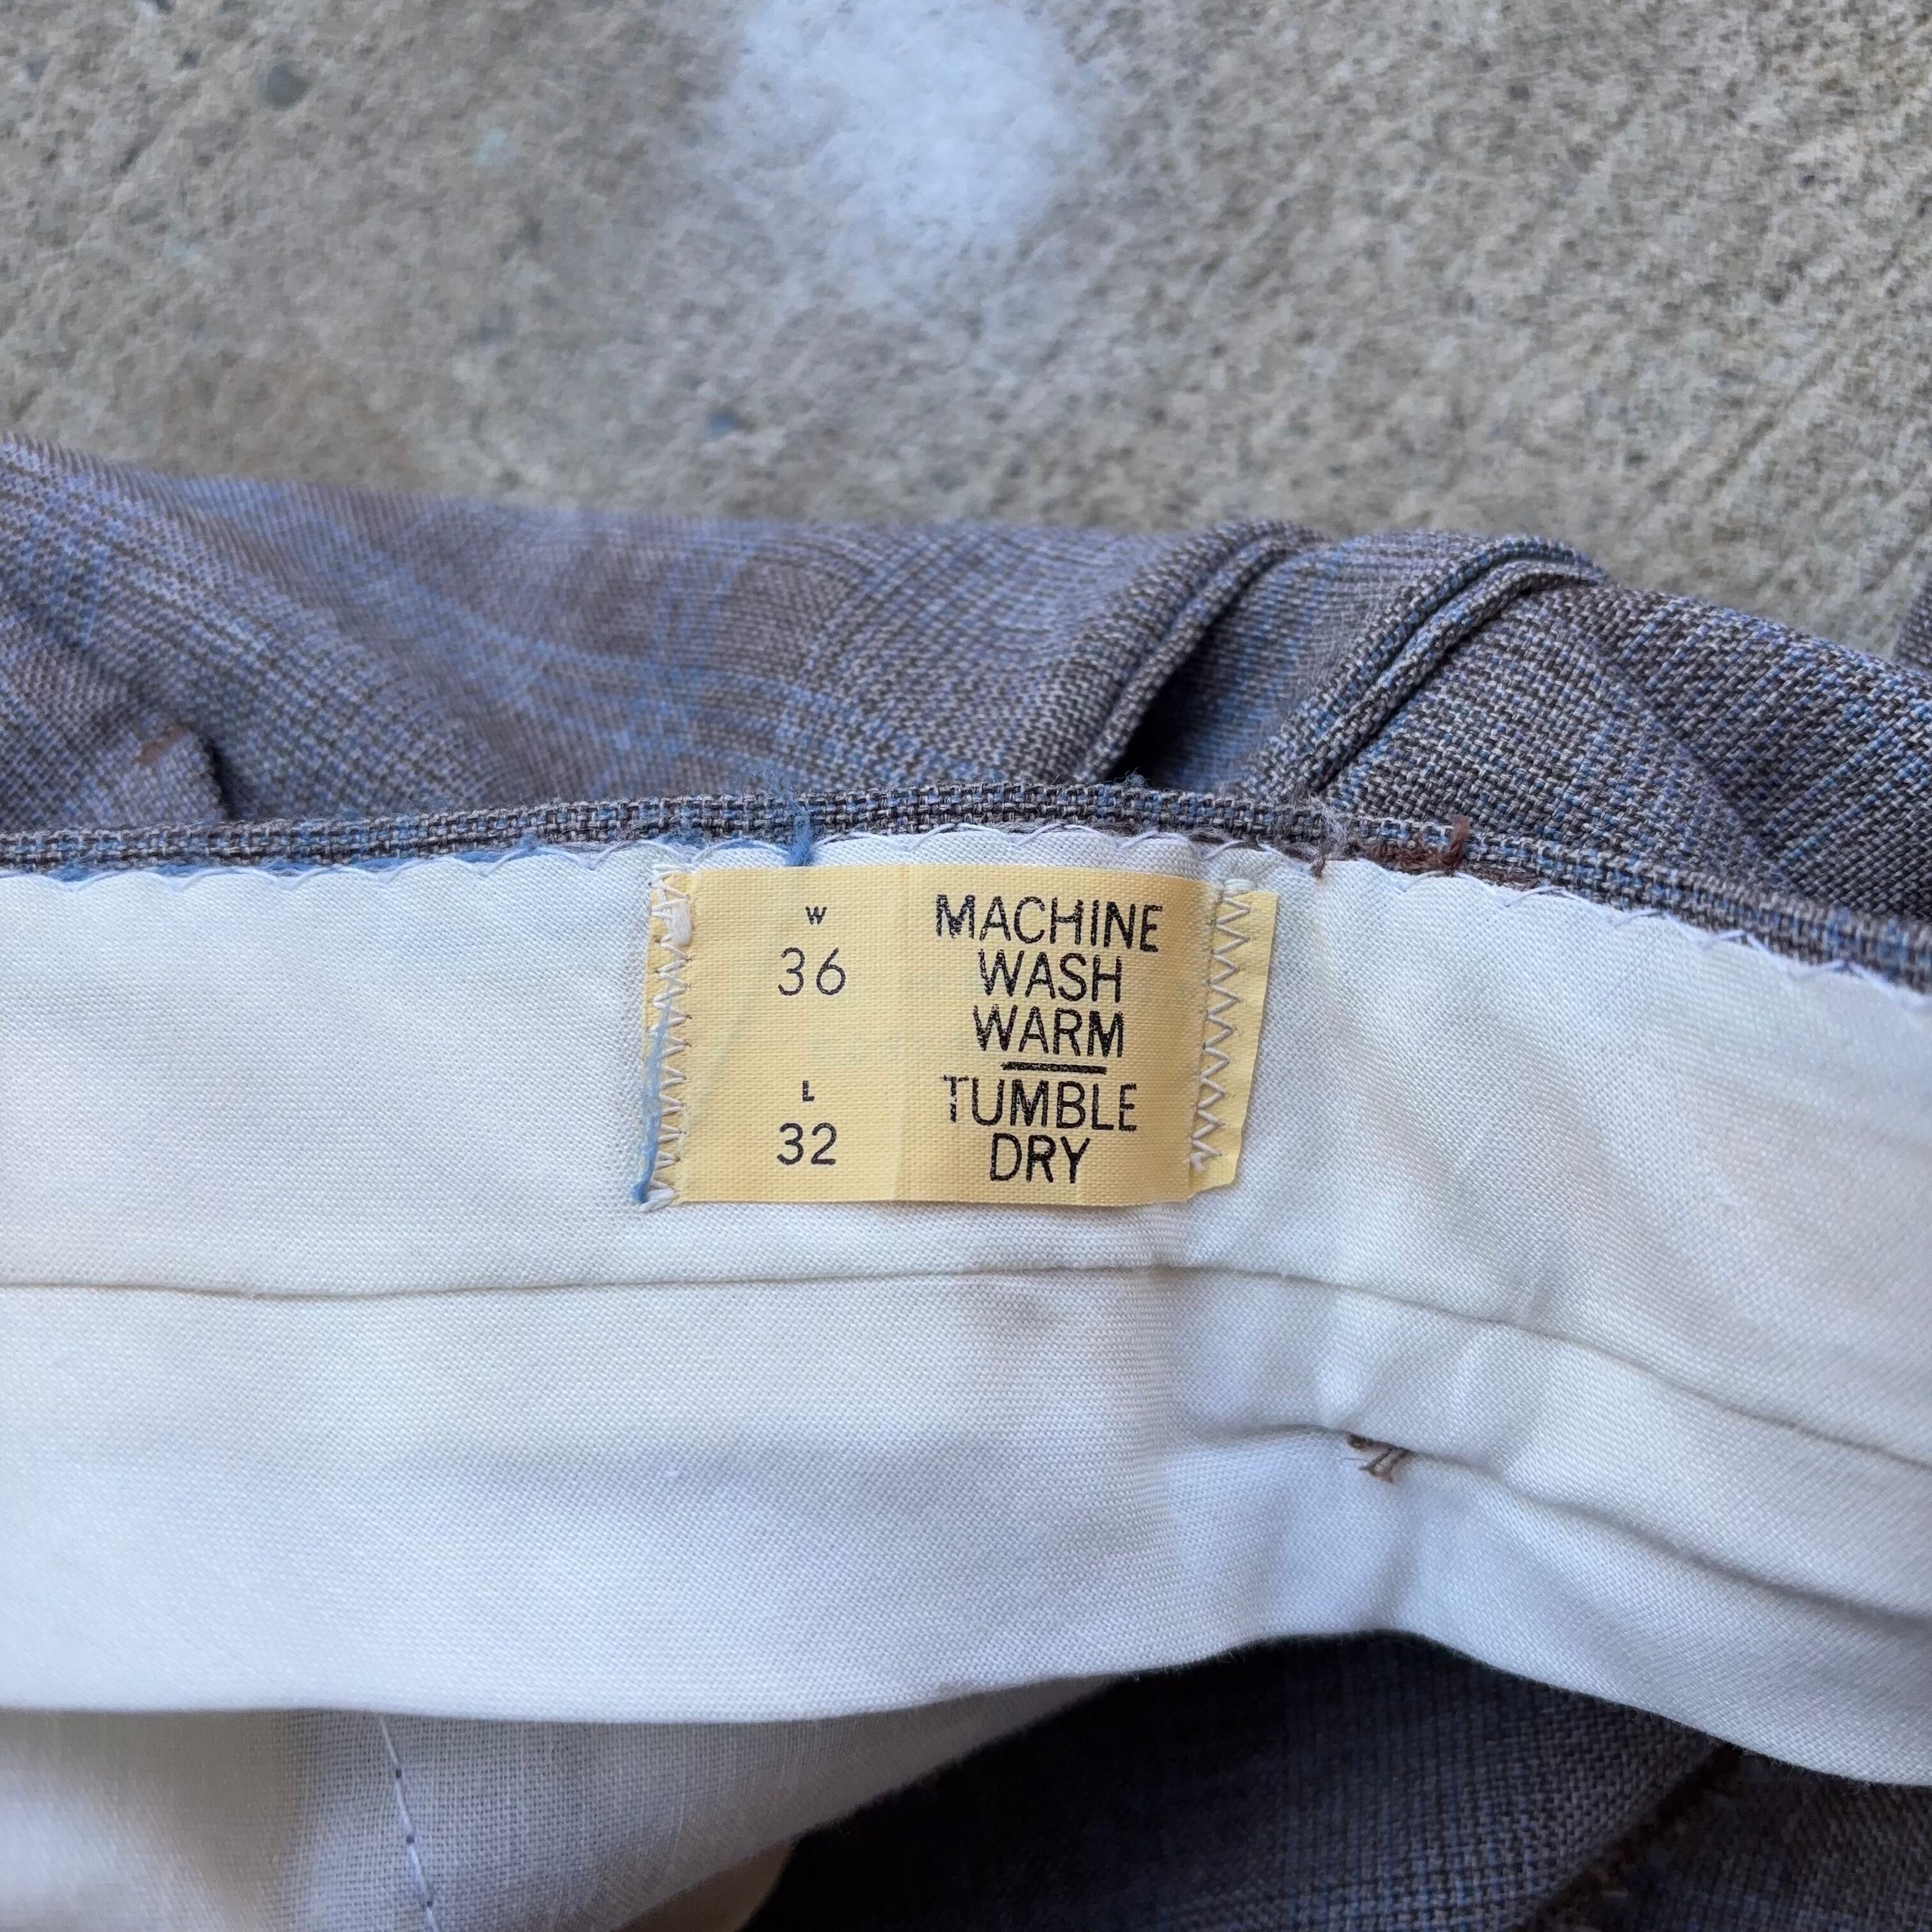 W
36
L
32
MACHINE
WASH
WARM
TUMBLE
DRY